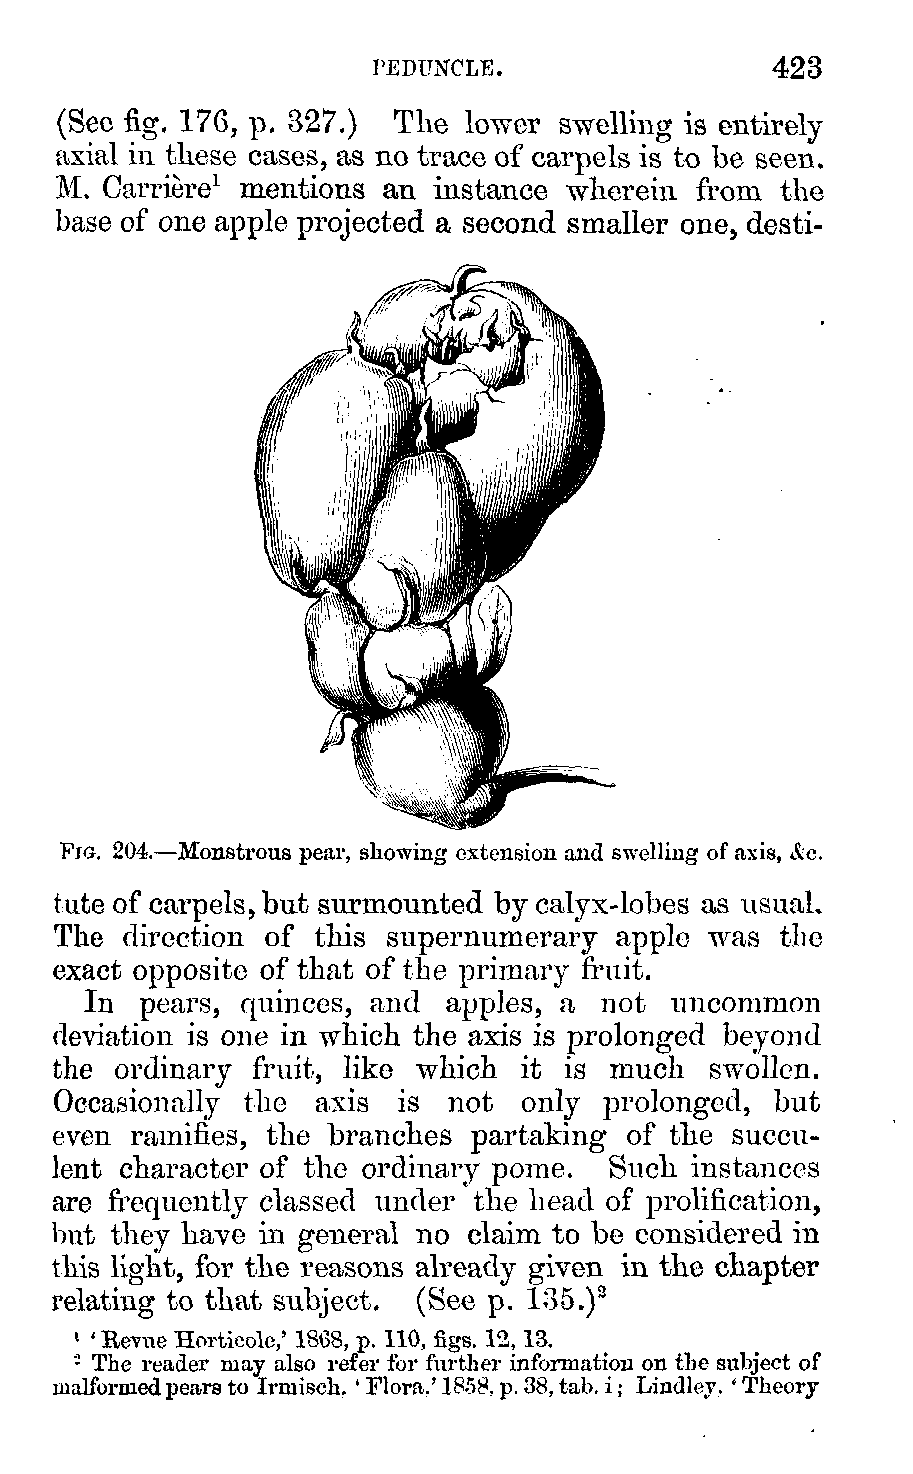 PEDUNCLE. 423
(See fig. 176, p. 327.) The lower swelling is entirely
axial in these cases, as no trace of carpels is to be seen.
M. Carrière¹ mentions an instance wherein from the
base of one apple projected a second smaller one, desti-
FIG. 204.—Monstrous pear, showing extension and swelling of axis, &c.
tute of carpels, but surmounted by calyx-lobes as usual.
The direction of this supernumerary apple was the
exact opposite of that of the primary fruit.
In pears, quinces, and apples, a not uncommon
deviation is one in which the axis is prolonged beyond
the ordinary fruit, like which it is much swollen.
Occasionally the axis is not only prolonged, but
even ramifies, the branches partaking of the succu-
lent character of the ordinary pome. Such instances
are frequently classed under the head of prolification,
but they have in general no claim to be considered in
this light, for the reasons already given in the chapter
relating to that subject. (See p. 135.)²
¹ ‘Revue Horticole,’ 1868, p. 110, figs. 12, 13.
² The reader may also refer for further information on the subject of
malformed pears to Irmisch, ‘Flora,’ 1858, p. 38, tab. i; Lindley, ‘Theory